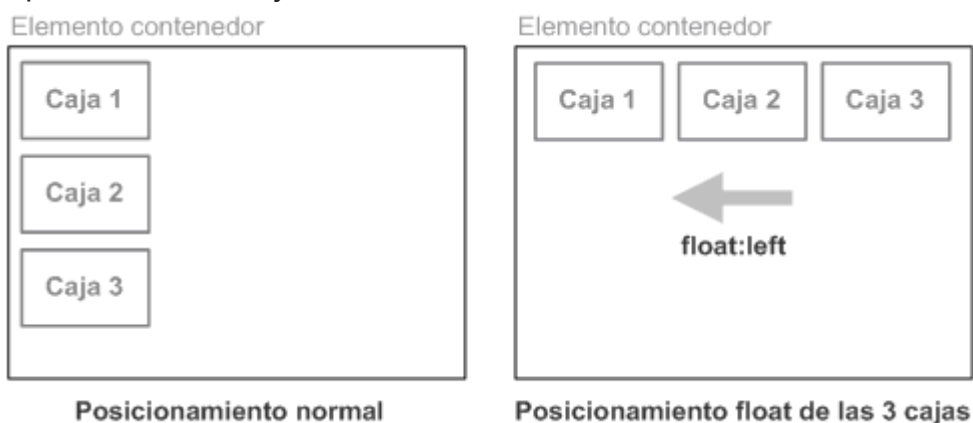 Elemento contenedor
Caja 1
Caja 2
Caja 3
Posicionamiento normal
Elemento contenedor
Caja 1 Caja 2 Caja 3
float:left
Posicionamiento float de las 3 cajas